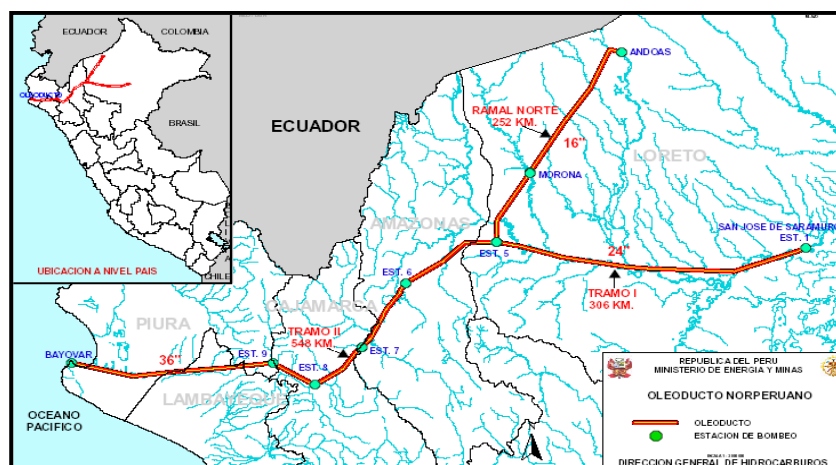 ECUADOR
COLOMBIA
OLEODUCTO
BRASIL
CHILE
UBICACION A NIVEL PAIS
ECUADOR
ANDOAS
RAMAL NORTE
252 KM.
16"
LORETO
MORONA
AMAZONAS
SAN JOSE DE SARAMURO
EST. 1
24"
EST. 5
TRAMO I
306 KM.
EST. 6
CAJAMARCA
PIURA
TRAMO II
548 KM.
EST. 7
BAYOVAR
36"
EST. 9
EST. 8
LAMBAYEQUE
OCEANO
PACIFICO
REPUBLICA DEL PERU
MINISTERIO DE ENERGIA Y MINAS
OLEODUCTO NORPERUANO
OLEODUCTO
ESTACION DE BOMBEO
DIRECCION GENERAL DE HIDROCARBUROS